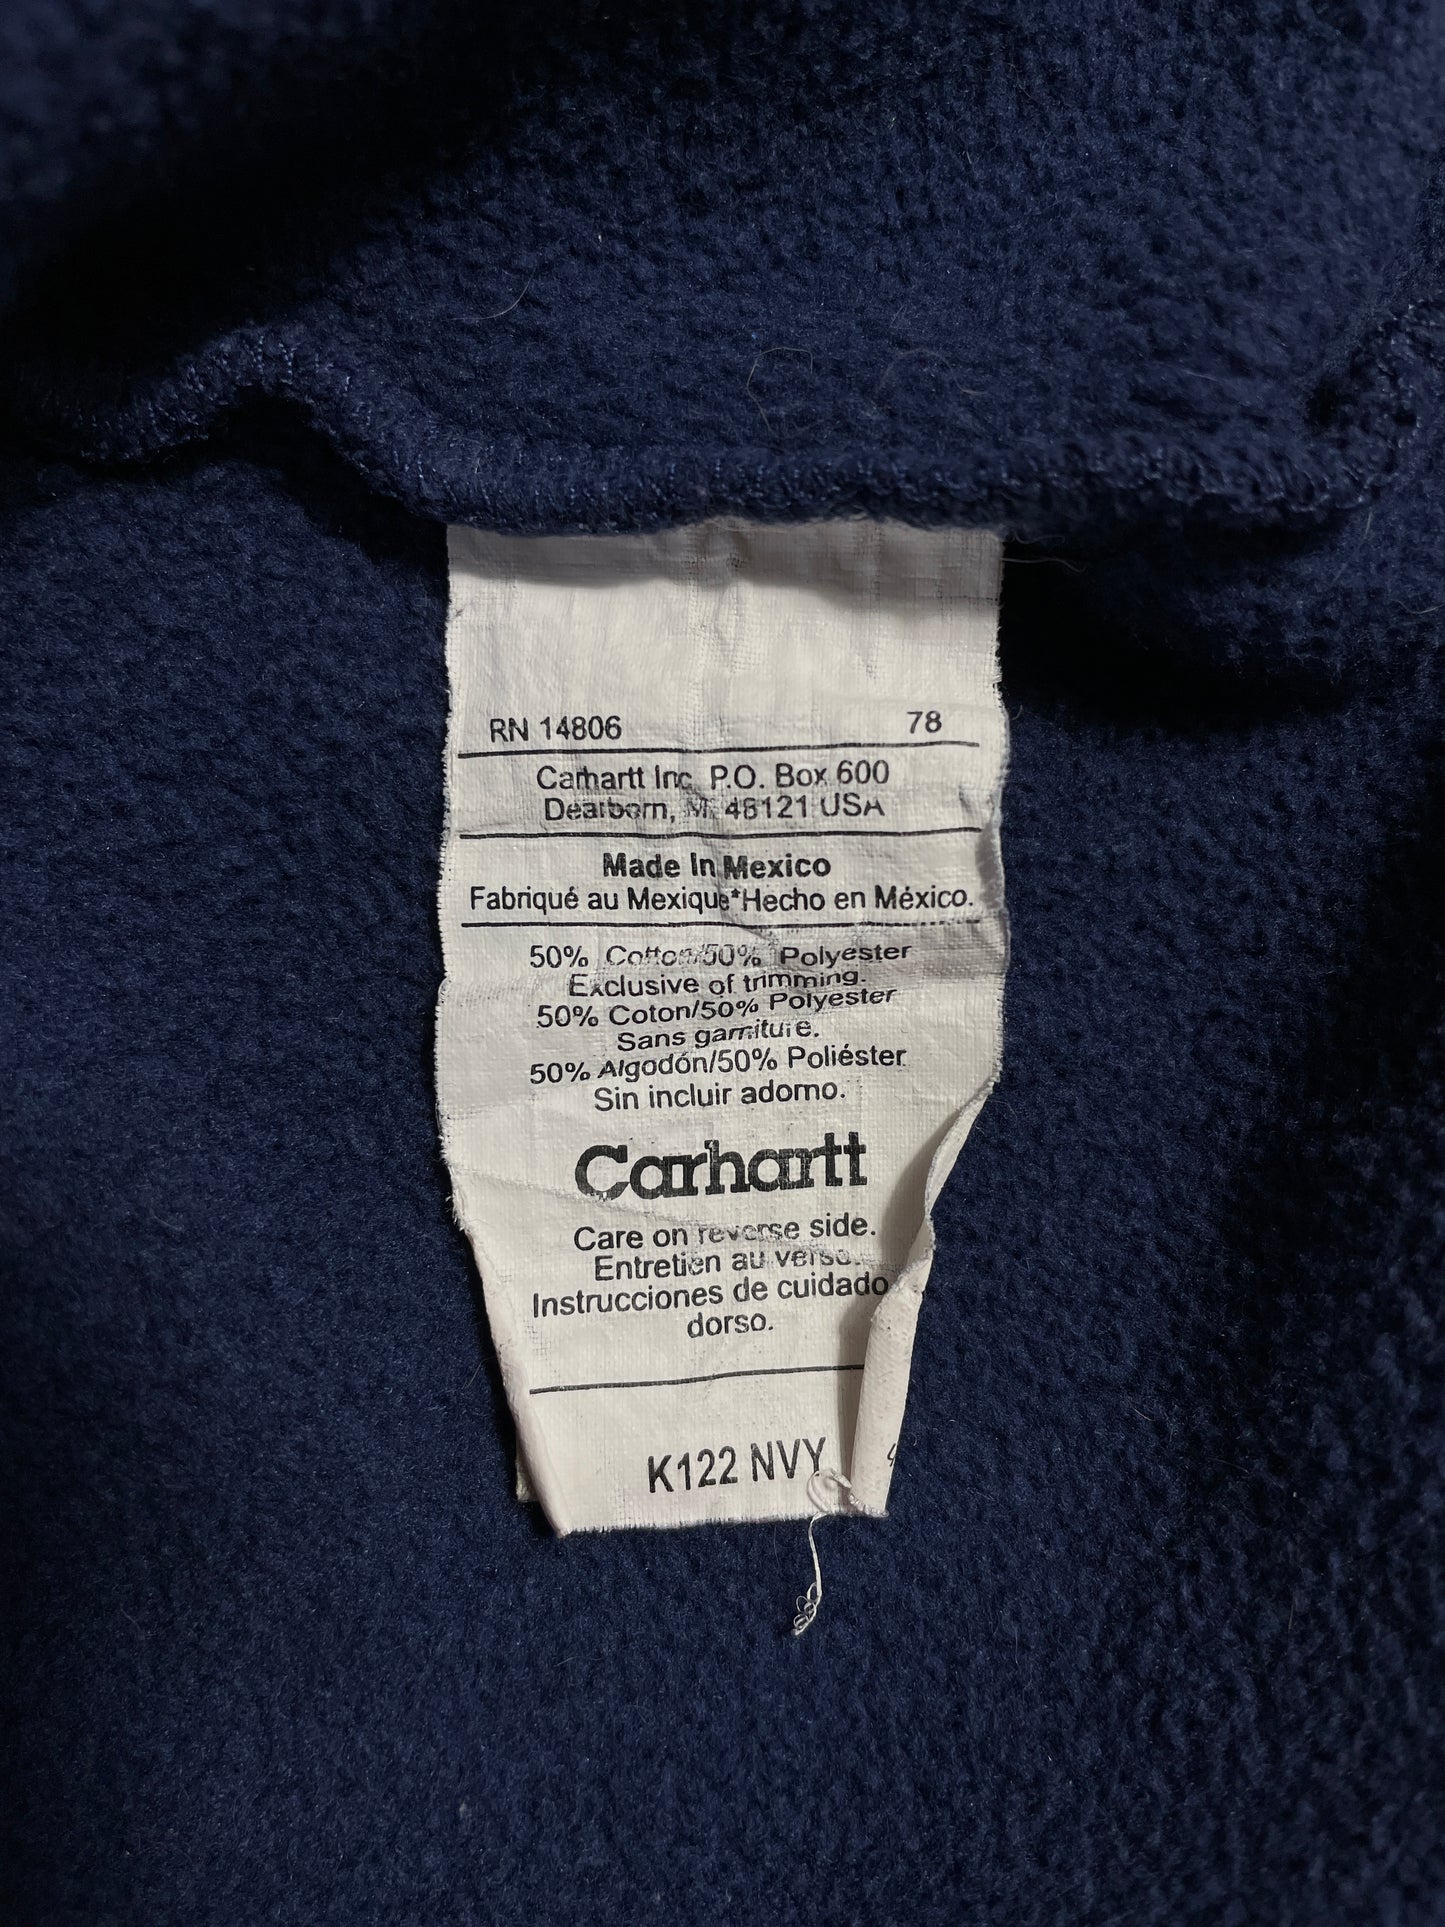 RN 14806 78
Carhartt Inc. P.O. Box 600
Dearborn, MI 48121 USA
Made In Mexico
Fabriqué au Mexique*Hecho en México.
50% Cotton/50% Polyester
Exclusive of trimming.
50% Coton/50% Polyester
Sans garniture.
50% Algodón/50% Poliéster
Sin incluir adorno.
Carhartt
Care on reverse side.
Entretien au verso.
Instrucciones de cuidado
dorso.
K122 NVY